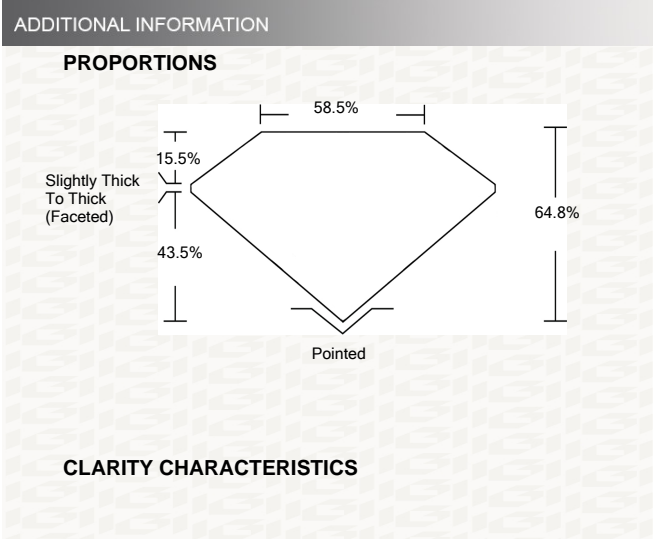 ADDITIONAL INFORMATION
PROPORTIONS
58.5%
15.5%
Slightly Thick
To Thick
(Faceted)
64.8%
43.5%
Pointed
CLARITY CHARACTERISTICS